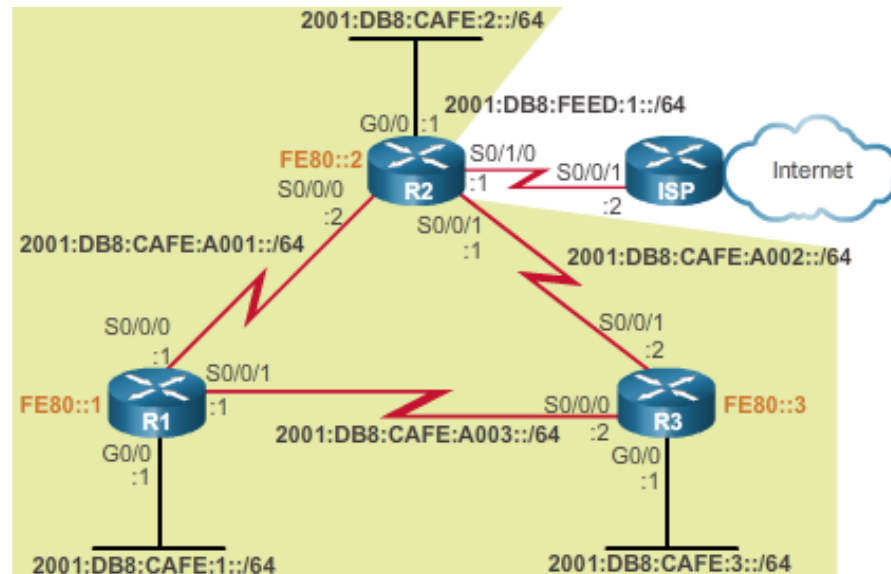 2001:DB8:CAFE:2::/64
2001:DB8:FEED:1::/64
G0/0 :1
FE80::2
R2
S0/1/0
:1
S0/0/1
:2
ISP
Internet
S0/0/0
:2
S0/0/1
:1
2001:DB8:CAFE:A001::/64
2001:DB8:CAFE:A002::/64
S0/0/0
:1
S0/0/1
:2
FE80::1
R1
S0/0/1
:1
S0/0/0
:2
R3
FE80::3
2001:DB8:CAFE:A003::/64
G0/0
:1
G0/0
:1
2001:DB8:CAFE:1::/64
2001:DB8:CAFE:3::/64